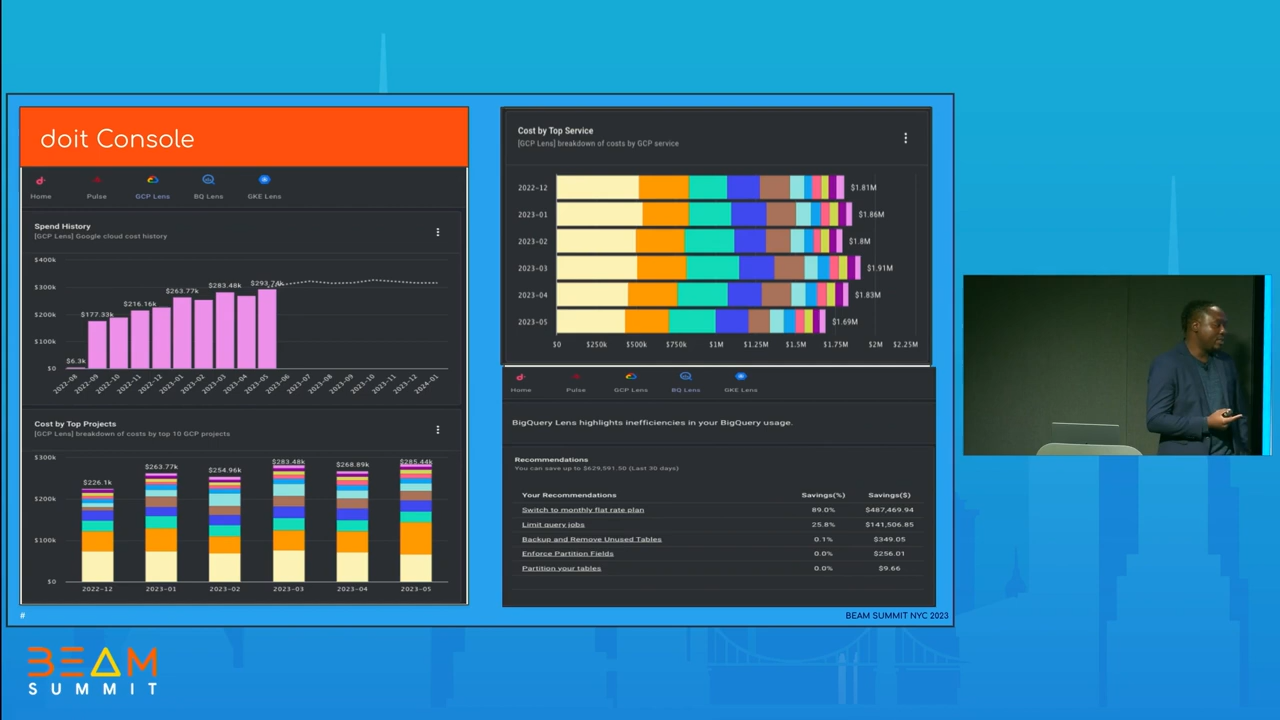 doit Console
Home
Pulse
GCP Lens
BQ Lens
GKE Lens
Spend History
[GCP Lens] Google cloud cost history
$400k
$300k
$200k
$100k
$0
$6.3k
$177.33k
$216.16k
$263.77k
$283.48k
2022-08
2022-09
2022-10
2022-11
2022-12
2023-01
2023-02
2023-03
2023-04
2023-05
2023-06
2023-07
2023-08
2023-09
2023-10
2023-11
2023-12
2024-01
Cost by Top Projects
[GCP Lens] breakdown of costs by top 10 GCP projects
$300k
$200k
$100k
$0
$226.1k
$263.77k
$254.96k
$283.48k
$268.89k
$285.44k
2022-12
2023-01
2023-02
2023-03
2023-04
2023-05
Cost by Top Service
[GCP Lens] breakdown of costs by GCP service
2022-12 $1.81M
2023-01 $1.86M
2023-02 $1.8M
2023-03 $1.91M
2023-04 $1.83M
2023-05 $1.69M
$0 $250k $500k $750k $1M $1.25M $1.5M $1.75M $2M $2.25M
Home
Pulse
GCP Lens
BQ Lens
GKE Lens
BigQuery Lens highlights inefficiencies in your BigQuery usage.
Recommendations
You can save up to $629,591.50 (Last 30 days)
Your Recommendations Savings(%) Savings($)
Switch to monthly flat rate plan 89.0% $487,469.94
Limit query jobs 25.8% $141,506.85
Backup and Remove Unused Tables 0.1% $349.05
Enforce Partition Fields 0.0% $256.01
Partition your tables 0.0% $9.66
#
BEAM SUMMIT NYC 2023
BEAM
SUMMIT